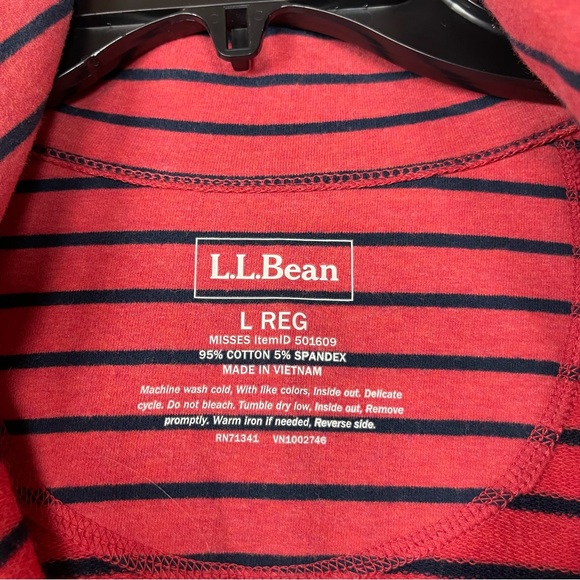 L.L.Bean
L REG
MISSES ItemID 501609
95% COTTON 5% SPANDEX
MADE IN VIETNAM
Machine wash cold, With like colors, Inside out. Delicate
cycle. Do not bleach. Tumble dry low, Inside out, Remove
promptly. Warm iron if needed, Reverse side.
RN71341 VN1002746